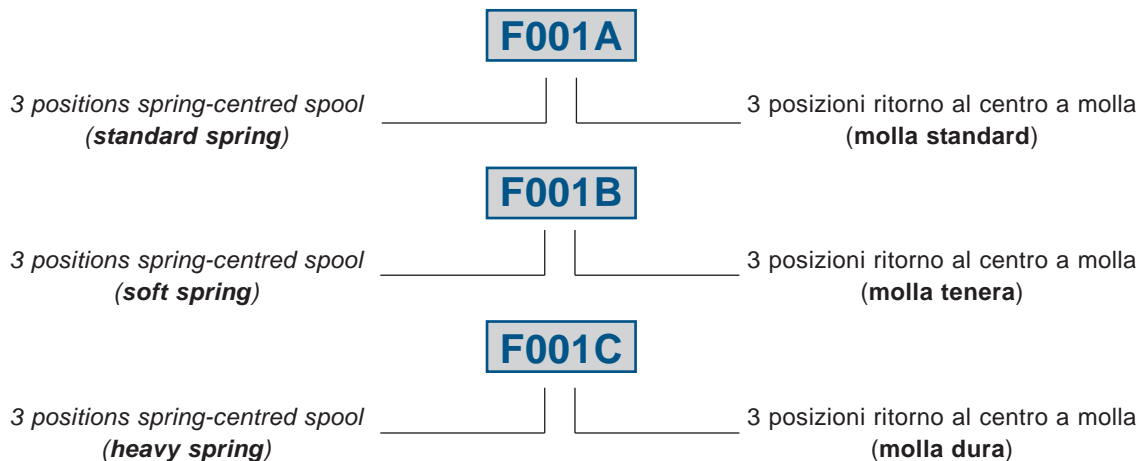 F001A
3 positions spring-centred spool
(standard spring)
3 posizioni ritorno al centro a molla
(molla standard)
F001B
3 positions spring-centred spool
(soft spring)
3 posizioni ritorno al centro a molla
(molla tenera)
F001C
3 positions spring-centred spool
(heavy spring)
3 posizioni ritorno al centro a molla
(molla dura)